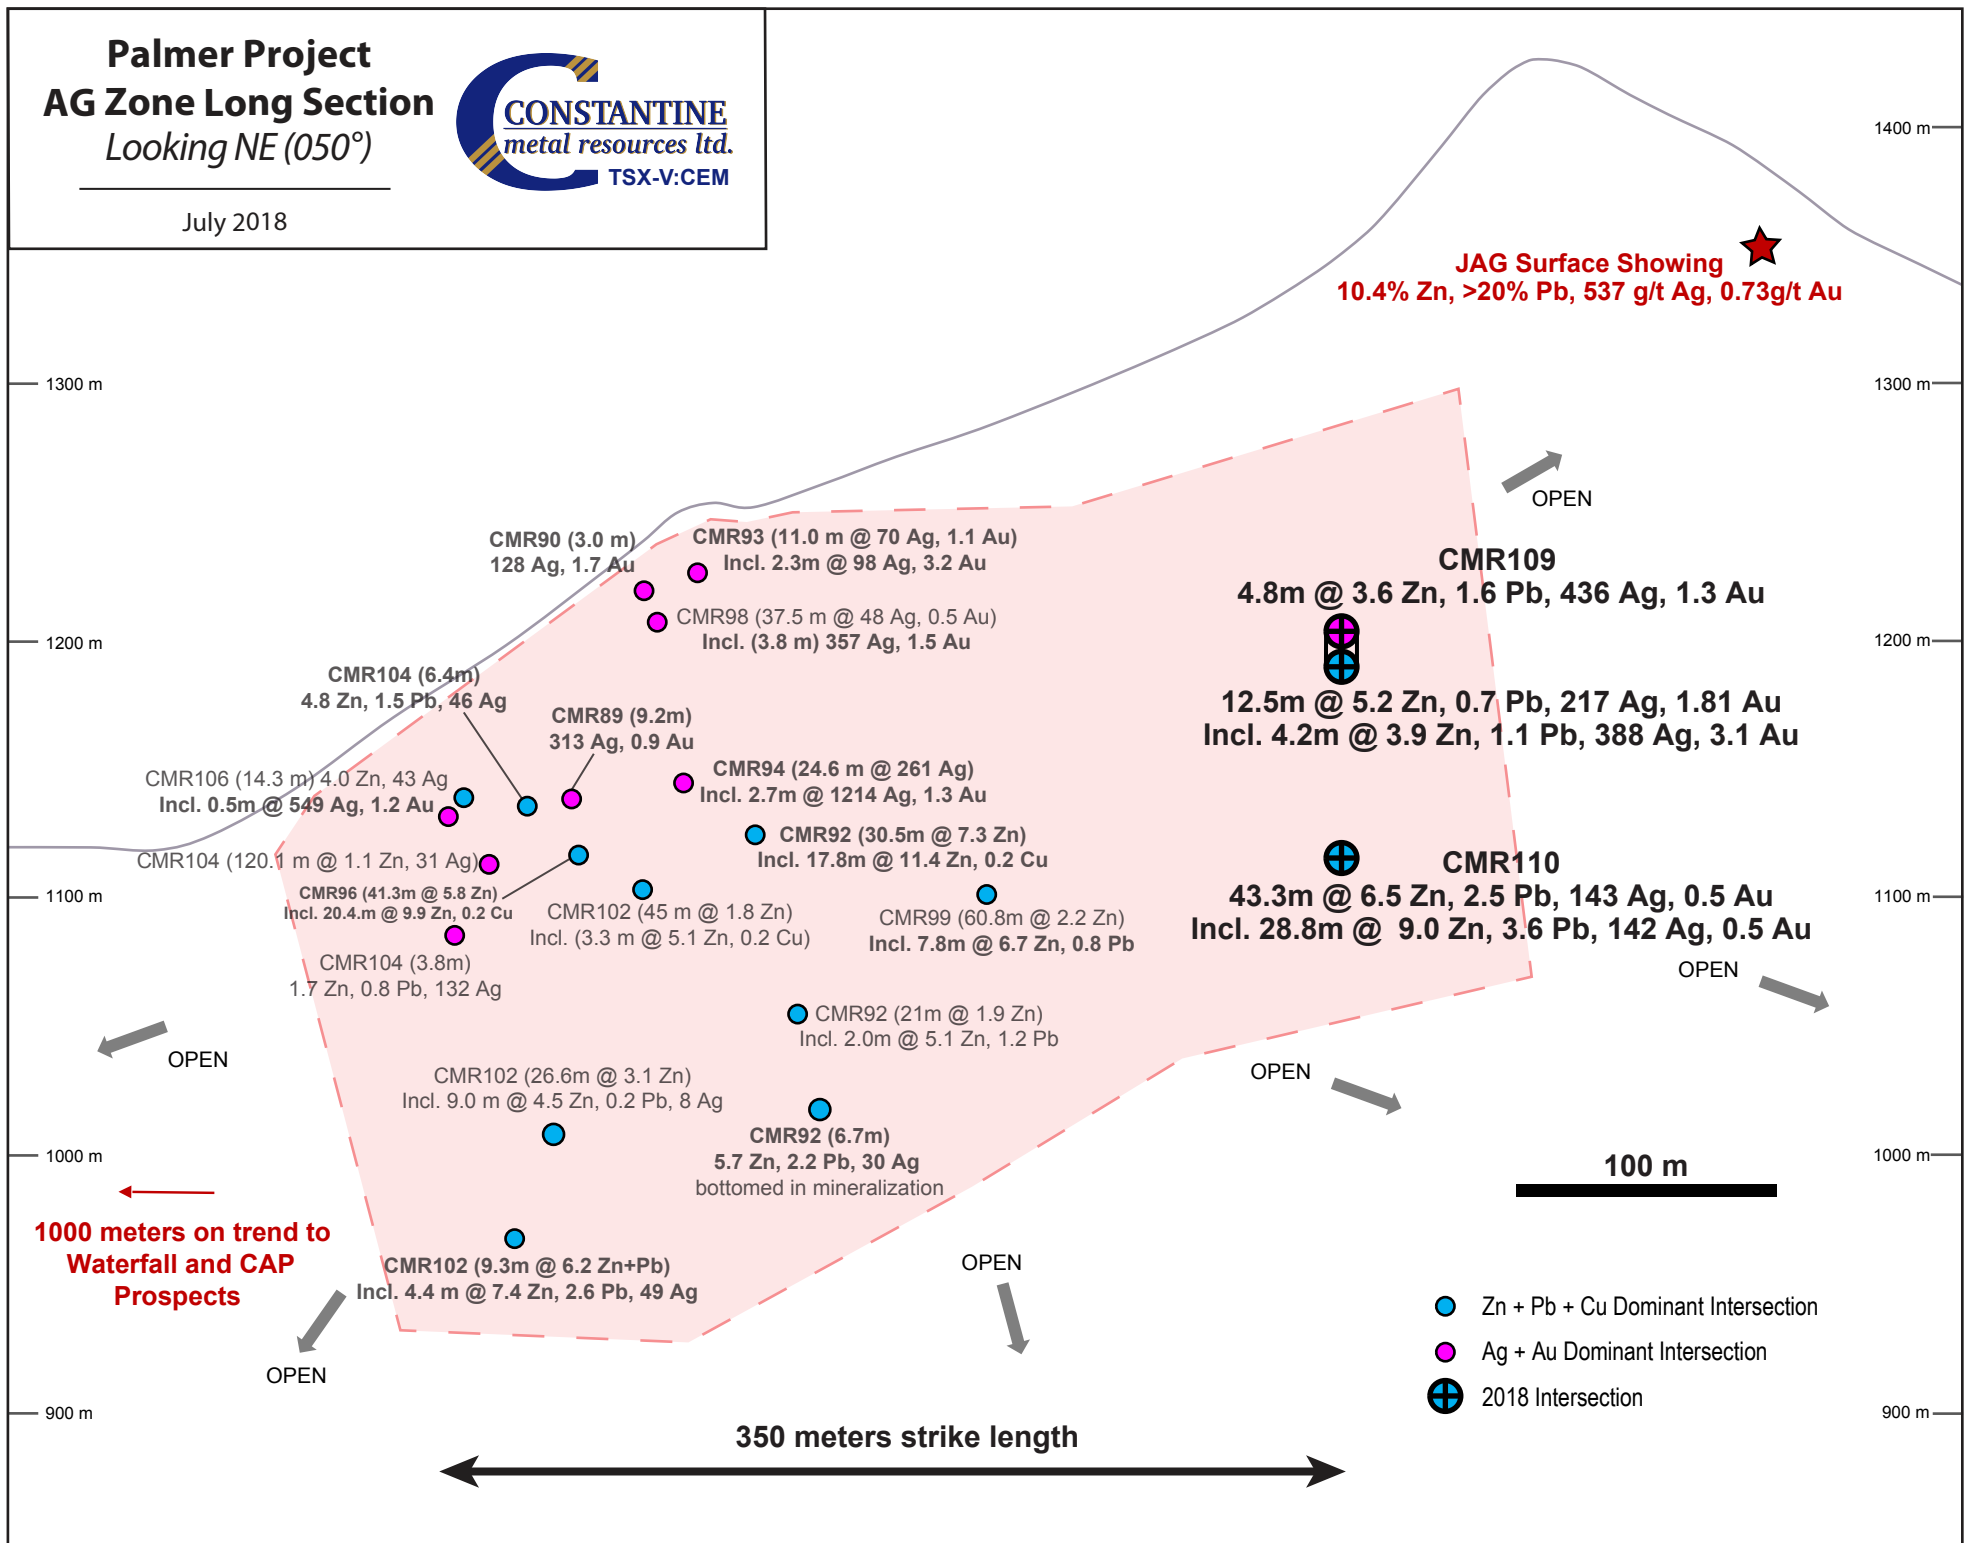 Palmer Project
AG Zone Long Section
Looking NE (050°)
July 2018
CONSTANTINE
metal resources ltd.
TSX-V:CEM
1400 m
JAG Surface Showing
10.4% Zn, >20% Pb, 537 g/t Ag, 0.73g/t Au
1300 m
1300 m
OPEN
CMR90 (3.0 m)
128 Ag, 1.7 Au
CMR93 (11.0 m @ 70 Ag, 1.1 Au)
Incl. 2.3m @ 98 Ag, 3.2 Au
CMR109
4.8m @ 3.6 Zn, 1.6 Pb, 436 Ag, 1.3 Au
CMR98 (37.5 m @ 48 Ag, 0.5 Au)
Incl. (3.8 m) 357 Ag, 1.5 Au
1200 m
1200 m
CMR104 (6.4m)
4.8 Zn, 1.5 Pb, 46 Ag
12.5m @ 5.2 Zn, 0.7 Pb, 217 Ag, 1.81 Au
Incl. 4.2m @ 3.9 Zn, 1.1 Pb, 388 Ag, 3.1 Au
CMR89 (9.2m)
313 Ag, 0.9 Au
CMR106 (14.3 m) 4.0 Zn, 43 Ag
Incl. 0.5m @ 549 Ag, 1.2 Au
CMR94 (24.6 m @ 261 Ag)
Incl. 2.7m @ 1214 Ag, 1.3 Au
CMR92 (30.5m @ 7.3 Zn)
Incl. 17.8m @ 11.4 Zn, 0.2 Cu
CMR104 (120.1 m @ 1.1 Zn, 31 Ag)
CMR96 (41.3m @ 5.8 Zn)
Incl. 20.4.m @ 9.9 Zn, 0.2 Cu
CMR110
43.3m @ 6.5 Zn, 2.5 Pb, 143 Ag, 0.5 Au
Incl. 28.8m @  9.0 Zn, 3.6 Pb, 142 Ag, 0.5 Au
1100 m
1100 m
CMR102 (45 m @ 1.8 Zn)
Incl. (3.3 m @ 5.1 Zn, 0.2 Cu)
CMR99 (60.8m @ 2.2 Zn)
Incl. 7.8m @ 6.7 Zn, 0.8 Pb
CMR104 (3.8m)
1.7 Zn, 0.8 Pb, 132 Ag
OPEN
CMR92 (21m @ 1.9 Zn)
Incl. 2.0m @ 5.1 Zn, 1.2 Pb
OPEN
OPEN
CMR102 (26.6m @ 3.1 Zn)
Incl. 9.0 m @ 4.5 Zn, 0.2 Pb, 8 Ag
CMR92 (6.7m)
5.7 Zn, 2.2 Pb, 30 Ag
bottomed in mineralization
1000 m
1000 m
100 m
1000 meters on trend to
Waterfall and CAP
Prospects
CMR102 (9.3m @ 6.2 Zn+Pb)
Incl. 4.4 m @ 7.4 Zn, 2.6 Pb, 49 Ag
OPEN
OPEN
Zn + Pb + Cu Dominant Intersection
Ag + Au Dominant Intersection
2018 Intersection
900 m
900 m
350 meters strike length